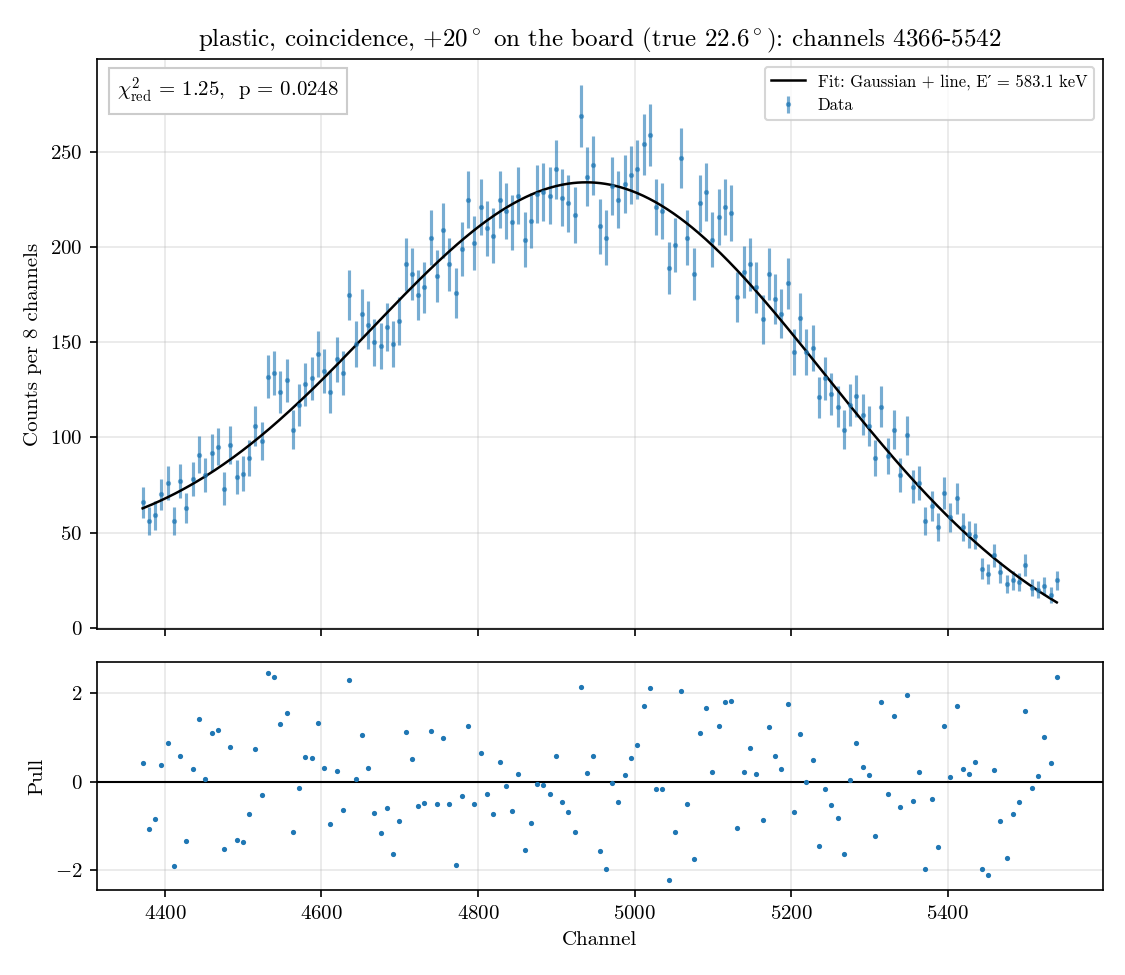 plastic, coincidence, +20° on the board (true 22.6°): channels 4366-5542
χ²red = 1.25, p = 0.0248
Fit: Gaussian + line, E′ = 583.1 keV
Data
Counts per 8 channels
250
200
150
100
50
0
Pull
2
0
−2
4400 4600 4800 5000 5200 5400
Channel